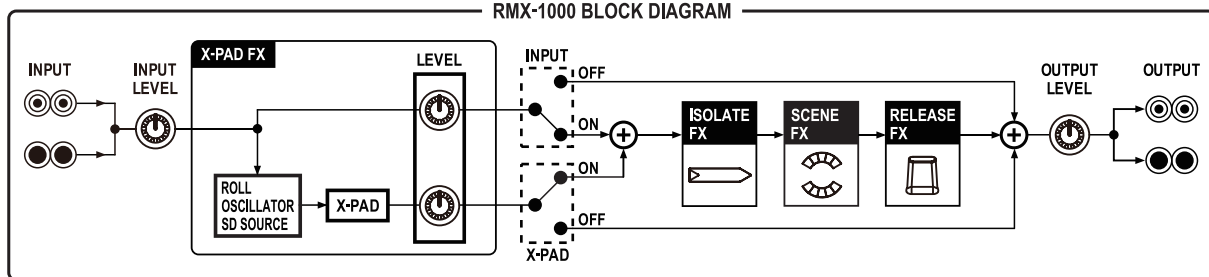 RMX-1000 BLOCK DIAGRAM
INPUT
INPUT
LEVEL
X-PAD FX
LEVEL
ROLL
OSCILLATOR
SD SOURCE
X-PAD
INPUT
OFF
ON
ON
OFF
X-PAD
ISOLATE
FX
SCENE
FX
RELEASE
FX
OUTPUT
LEVEL
OUTPUT